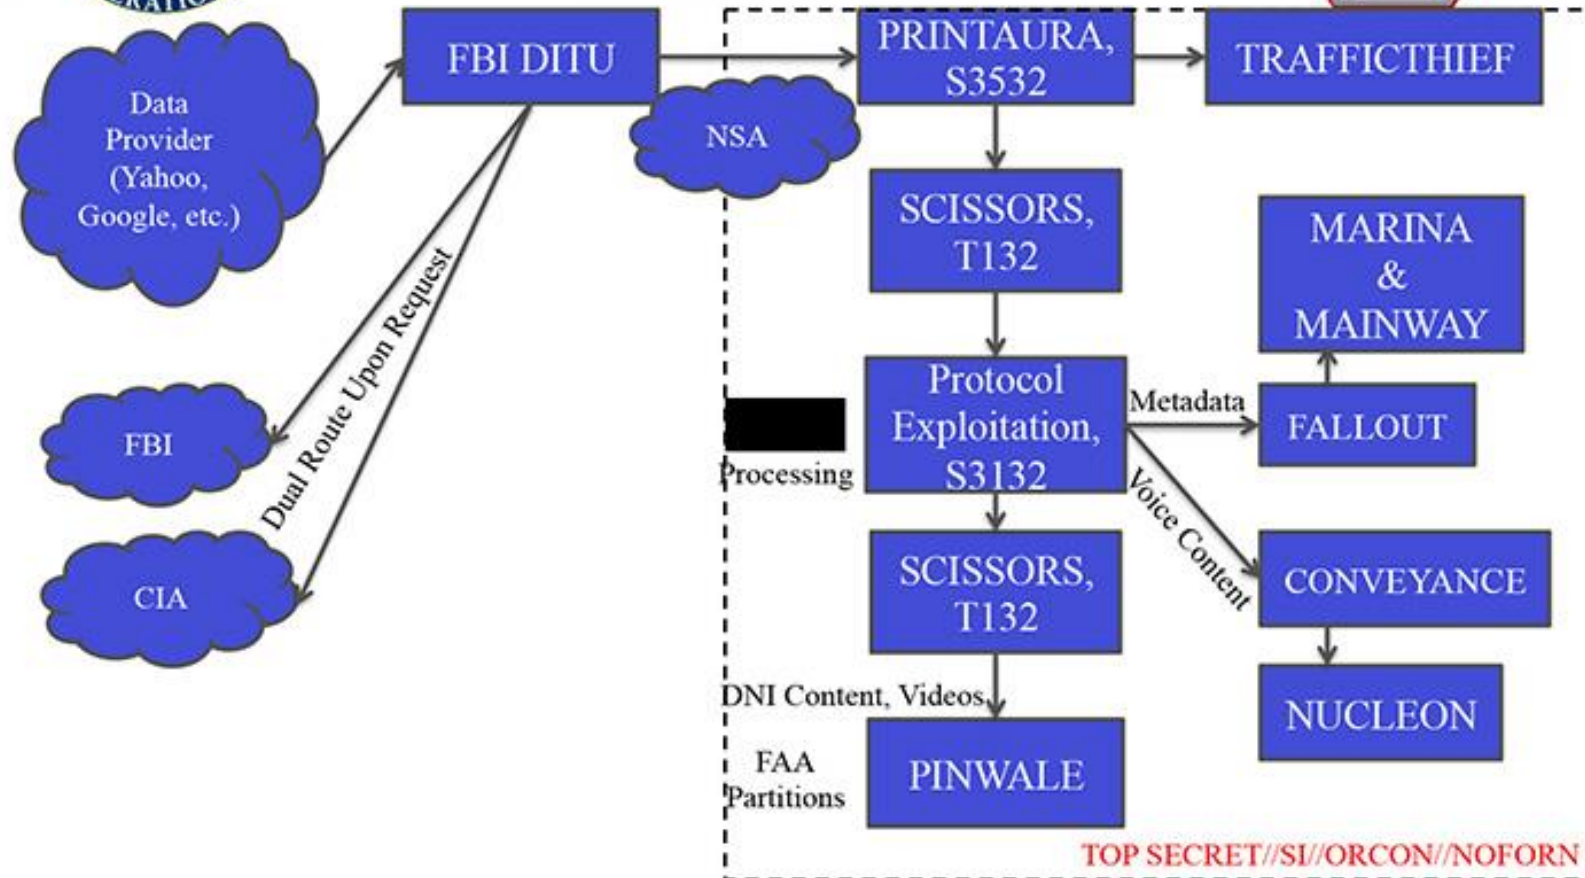 FBI DITU
PRINTAURA,
S3532
TRAFFICTHIEF
Data
Provider
(Yahoo,
Google, etc.)
NSA
SCISSORS,
T132
MARINA
&
MAINWAY
Dual Route Upon Request
FBI
CIA
Processing
Protocol
Exploitation,
S3132
Metadata
FALLOUT
Voice Content
SCISSORS,
T132
CONVEYANCE
NUCLEON
DNI Content, Videos
FAA
Partitions
PINWALE
TOP SECRET//SI//ORCON//NOFORN